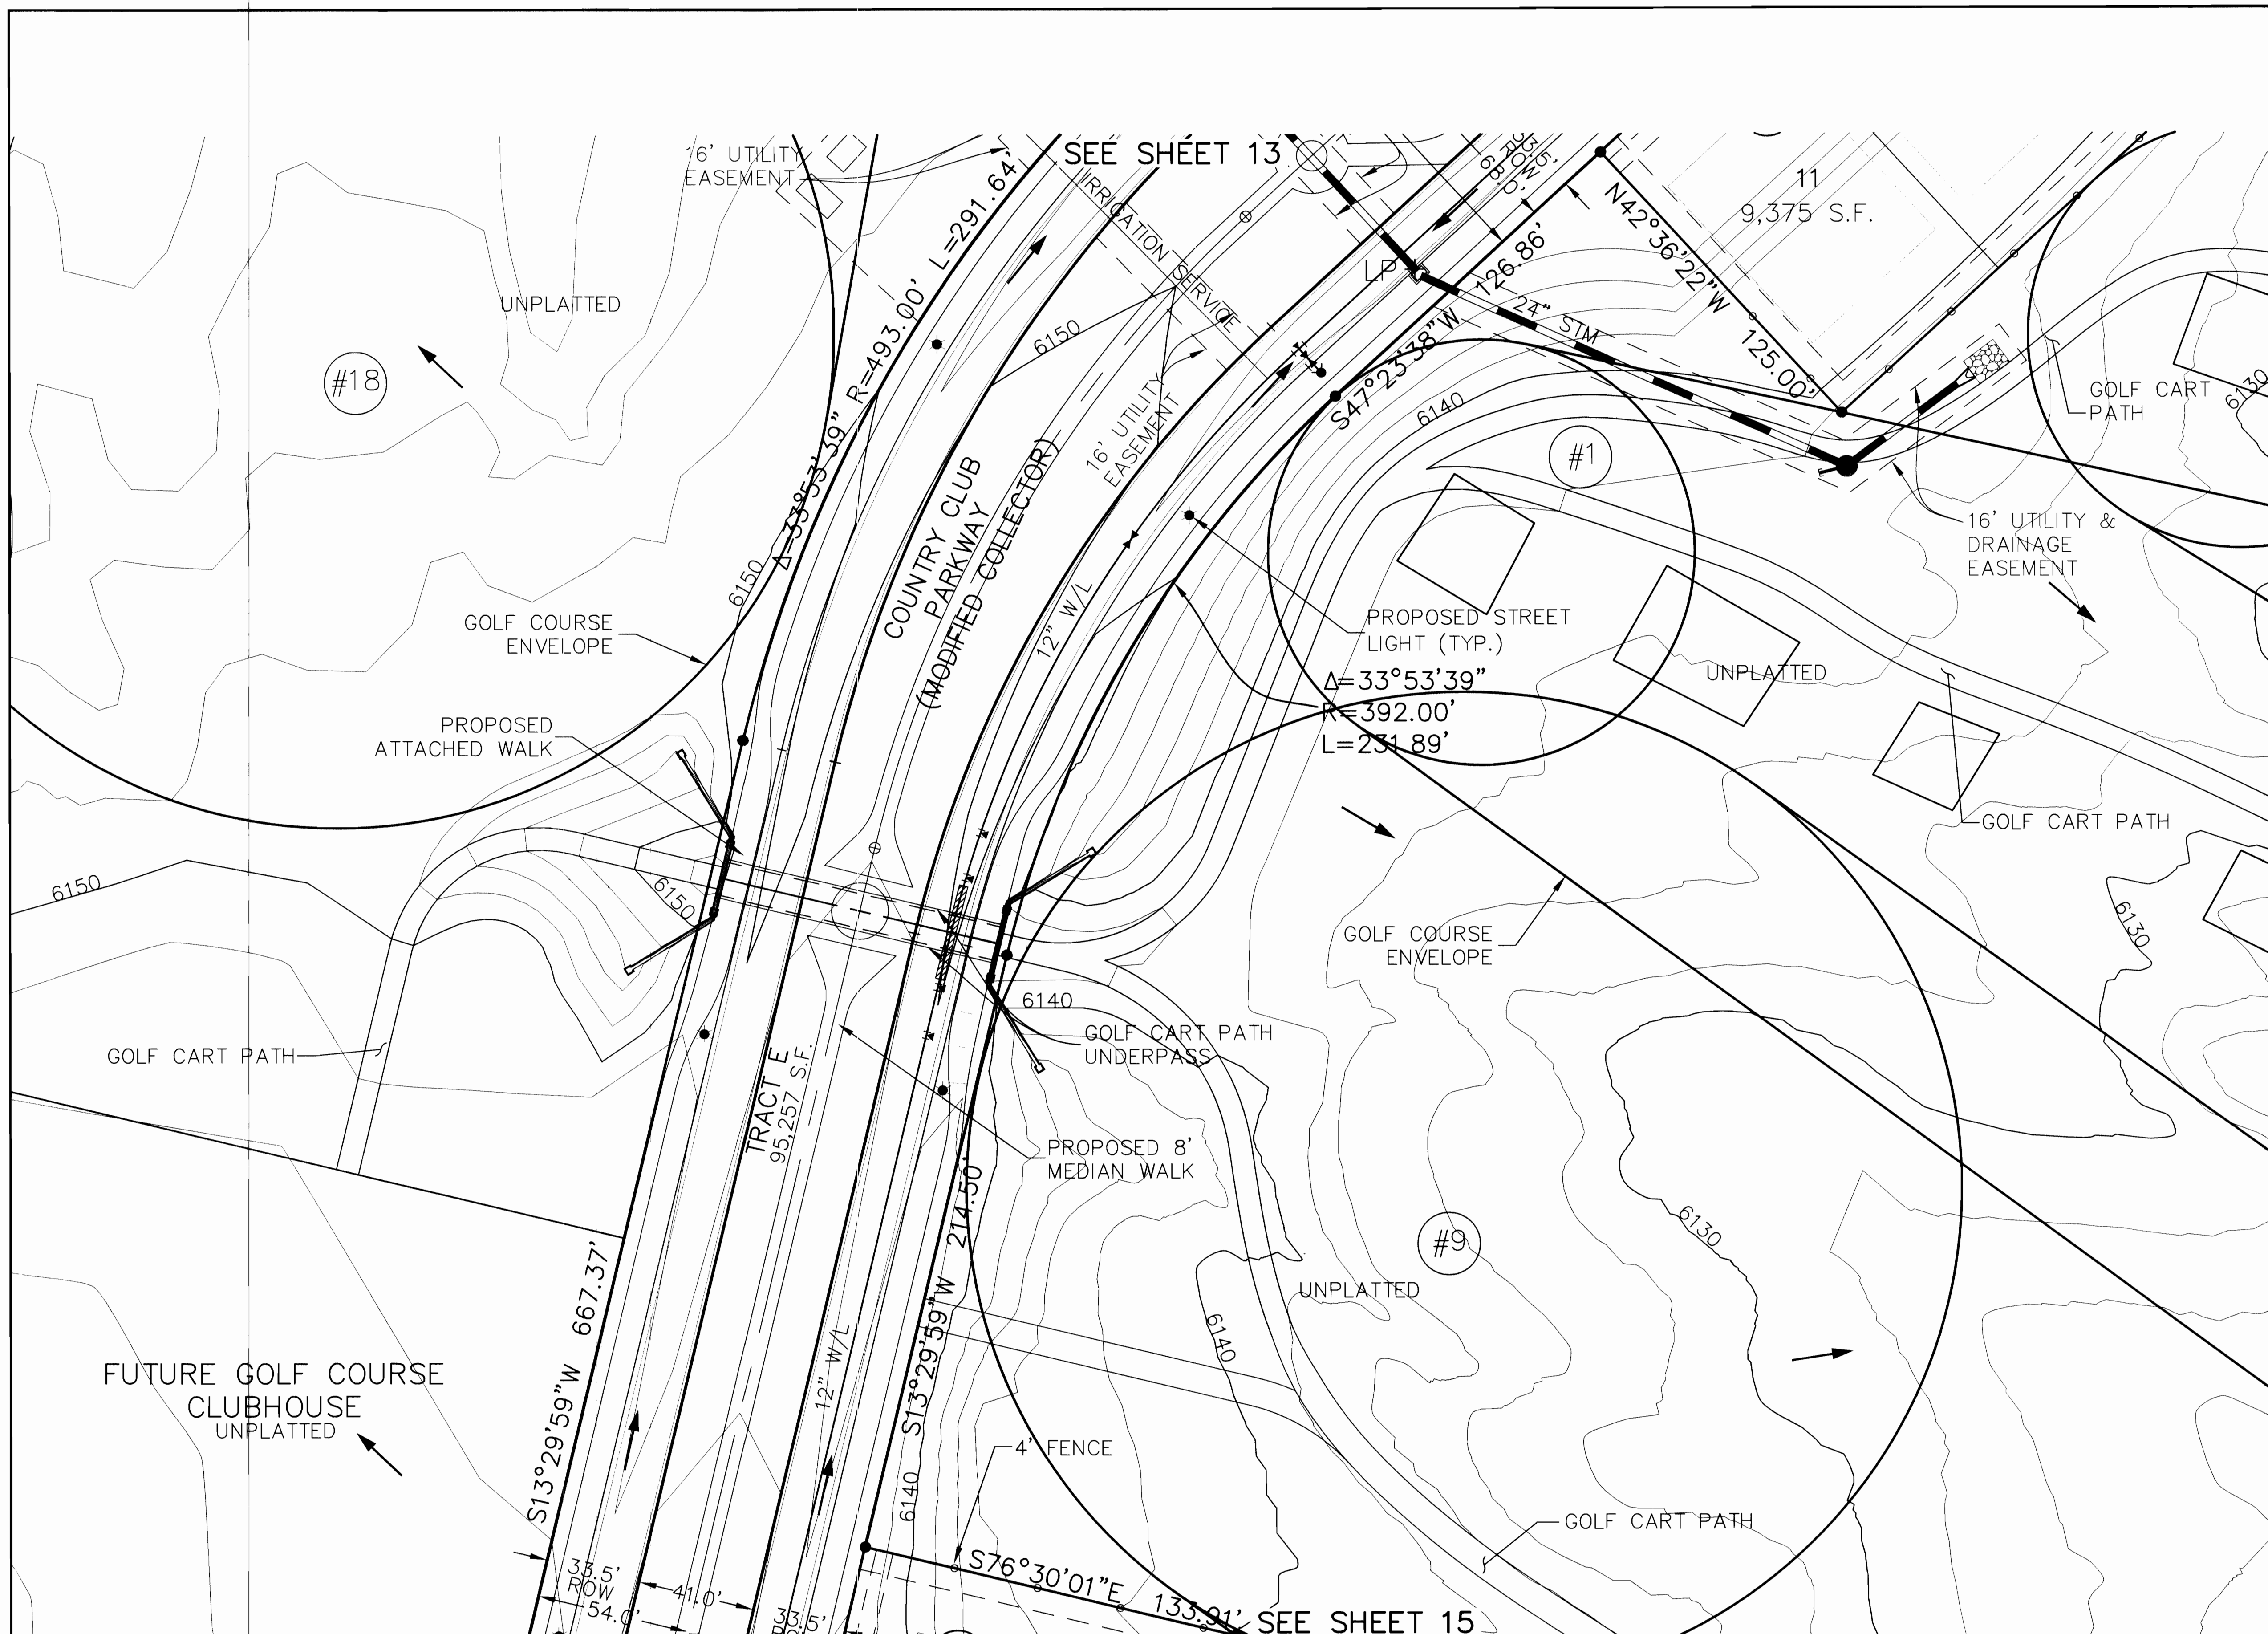 SEE SHEET 13
16' UTILITY
EASEMENT
Δ=33°53'39" R=493.00' L=291.64'
IRRIGATION SERVICE
33.5'
ROW
68.0'
11
9,375 S.F.
N42°36'22"W 125.00'
UNPLATTED
#18
LP
S47°23'38"W 126.86'
24" STM
6150
6140
#1
GOLF CART
PATH
6130
16' UTILITY
EASEMENT
COUNTRY CLUB
PARKWAY
(MODIFIED COLLECTOR)
16' UTILITY &
DRAINAGE
EASEMENT
6150
GOLF COURSE
ENVELOPE
12" W/L
PROPOSED STREET
LIGHT (TYP.)
Δ=33°53'39"
R=392.00'
L=231.89'
UNPLATTED
PROPOSED
ATTACHED WALK
GOLF CART PATH
6150
6150
GOLF COURSE
ENVELOPE
6130
6140
GOLF CART PATH
GOLF CART PATH
UNDERPASS
TRACT E
95,257 S.F.
PROPOSED 8'
MEDIAN WALK
S13°29'59"W 667.37'
S13°29'59"W 214.50'
#9
6130
UNPLATTED
6140
12" W/L
FUTURE GOLF COURSE
CLUBHOUSE
UNPLATTED
4' FENCE
6140
GOLF CART PATH
33.5'
ROW
41.0'
54.0'
33.5'
S76°30'01"E 133.91'
SEE SHEET 15